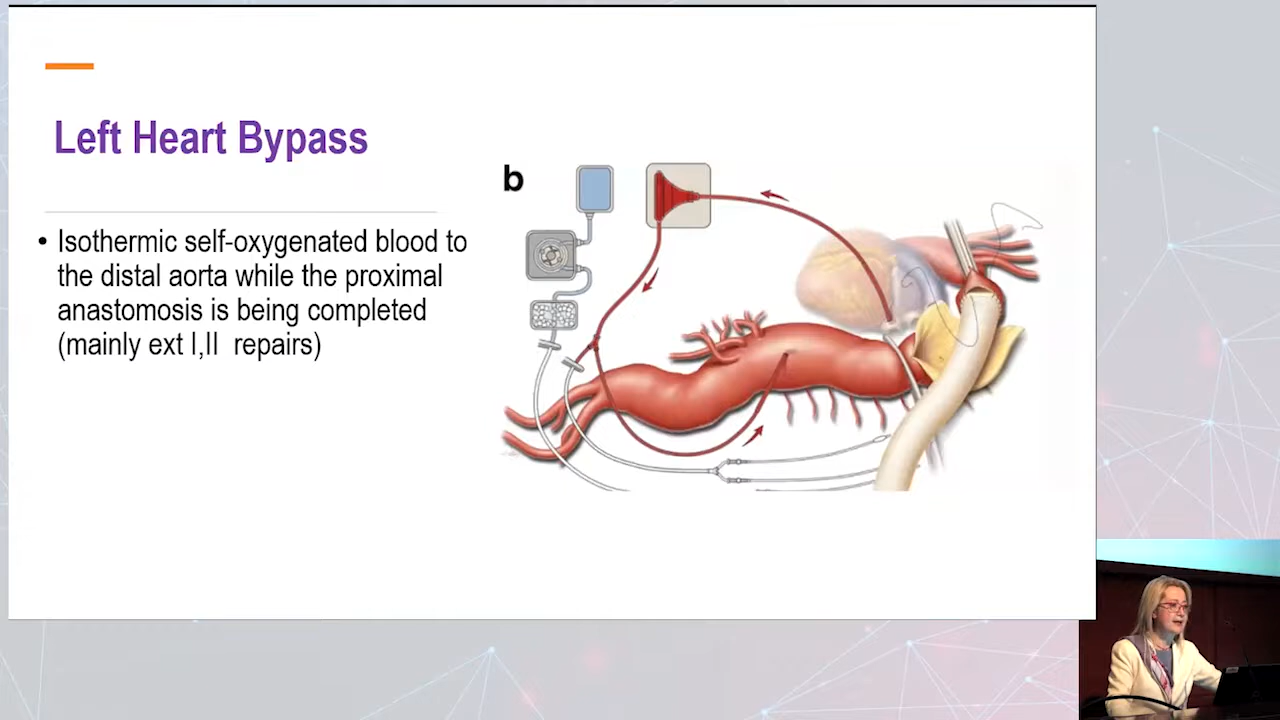 Left Heart Bypass
• Isothermic self-oxygenated blood to
the distal aorta while the proximal
anastomosis is being completed
(mainly ext I,II  repairs)
b